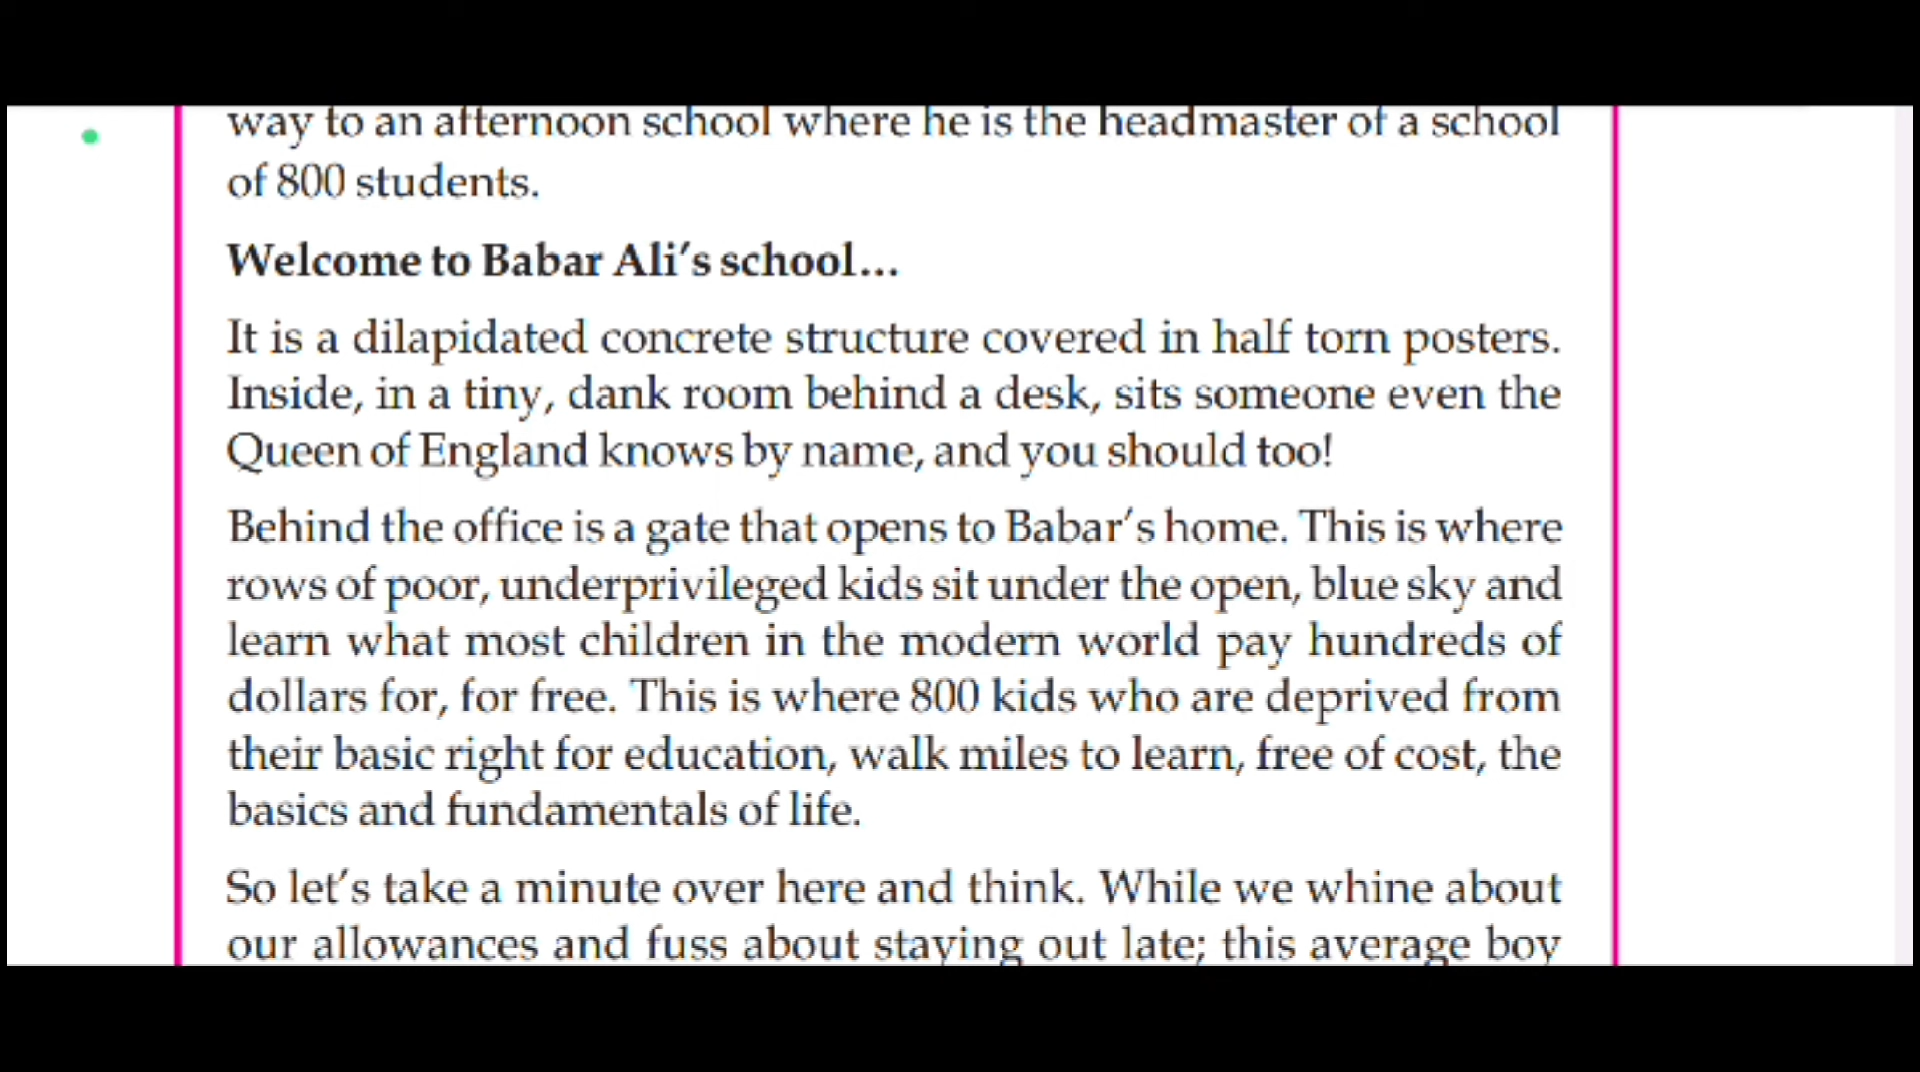 way to an afternoon school where he is the headmaster of a school
of 800 students.
Welcome to Babar Ali’s school…
It is a dilapidated concrete structure covered in half torn posters.
Inside, in a tiny, dank room behind a desk, sits someone even the
Queen of England knows by name, and you should too!
Behind the office is a gate that opens to Babar’s home. This is where
rows of poor, underprivileged kids sit under the open, blue sky and
learn what most children in the modern world pay hundreds of
dollars for, for free. This is where 800 kids who are deprived from
their basic right for education, walk miles to learn, free of cost, the
basics and fundamentals of life.
So let’s take a minute over here and think. While we whine about
our allowances and fuss about staying out late; this average boy